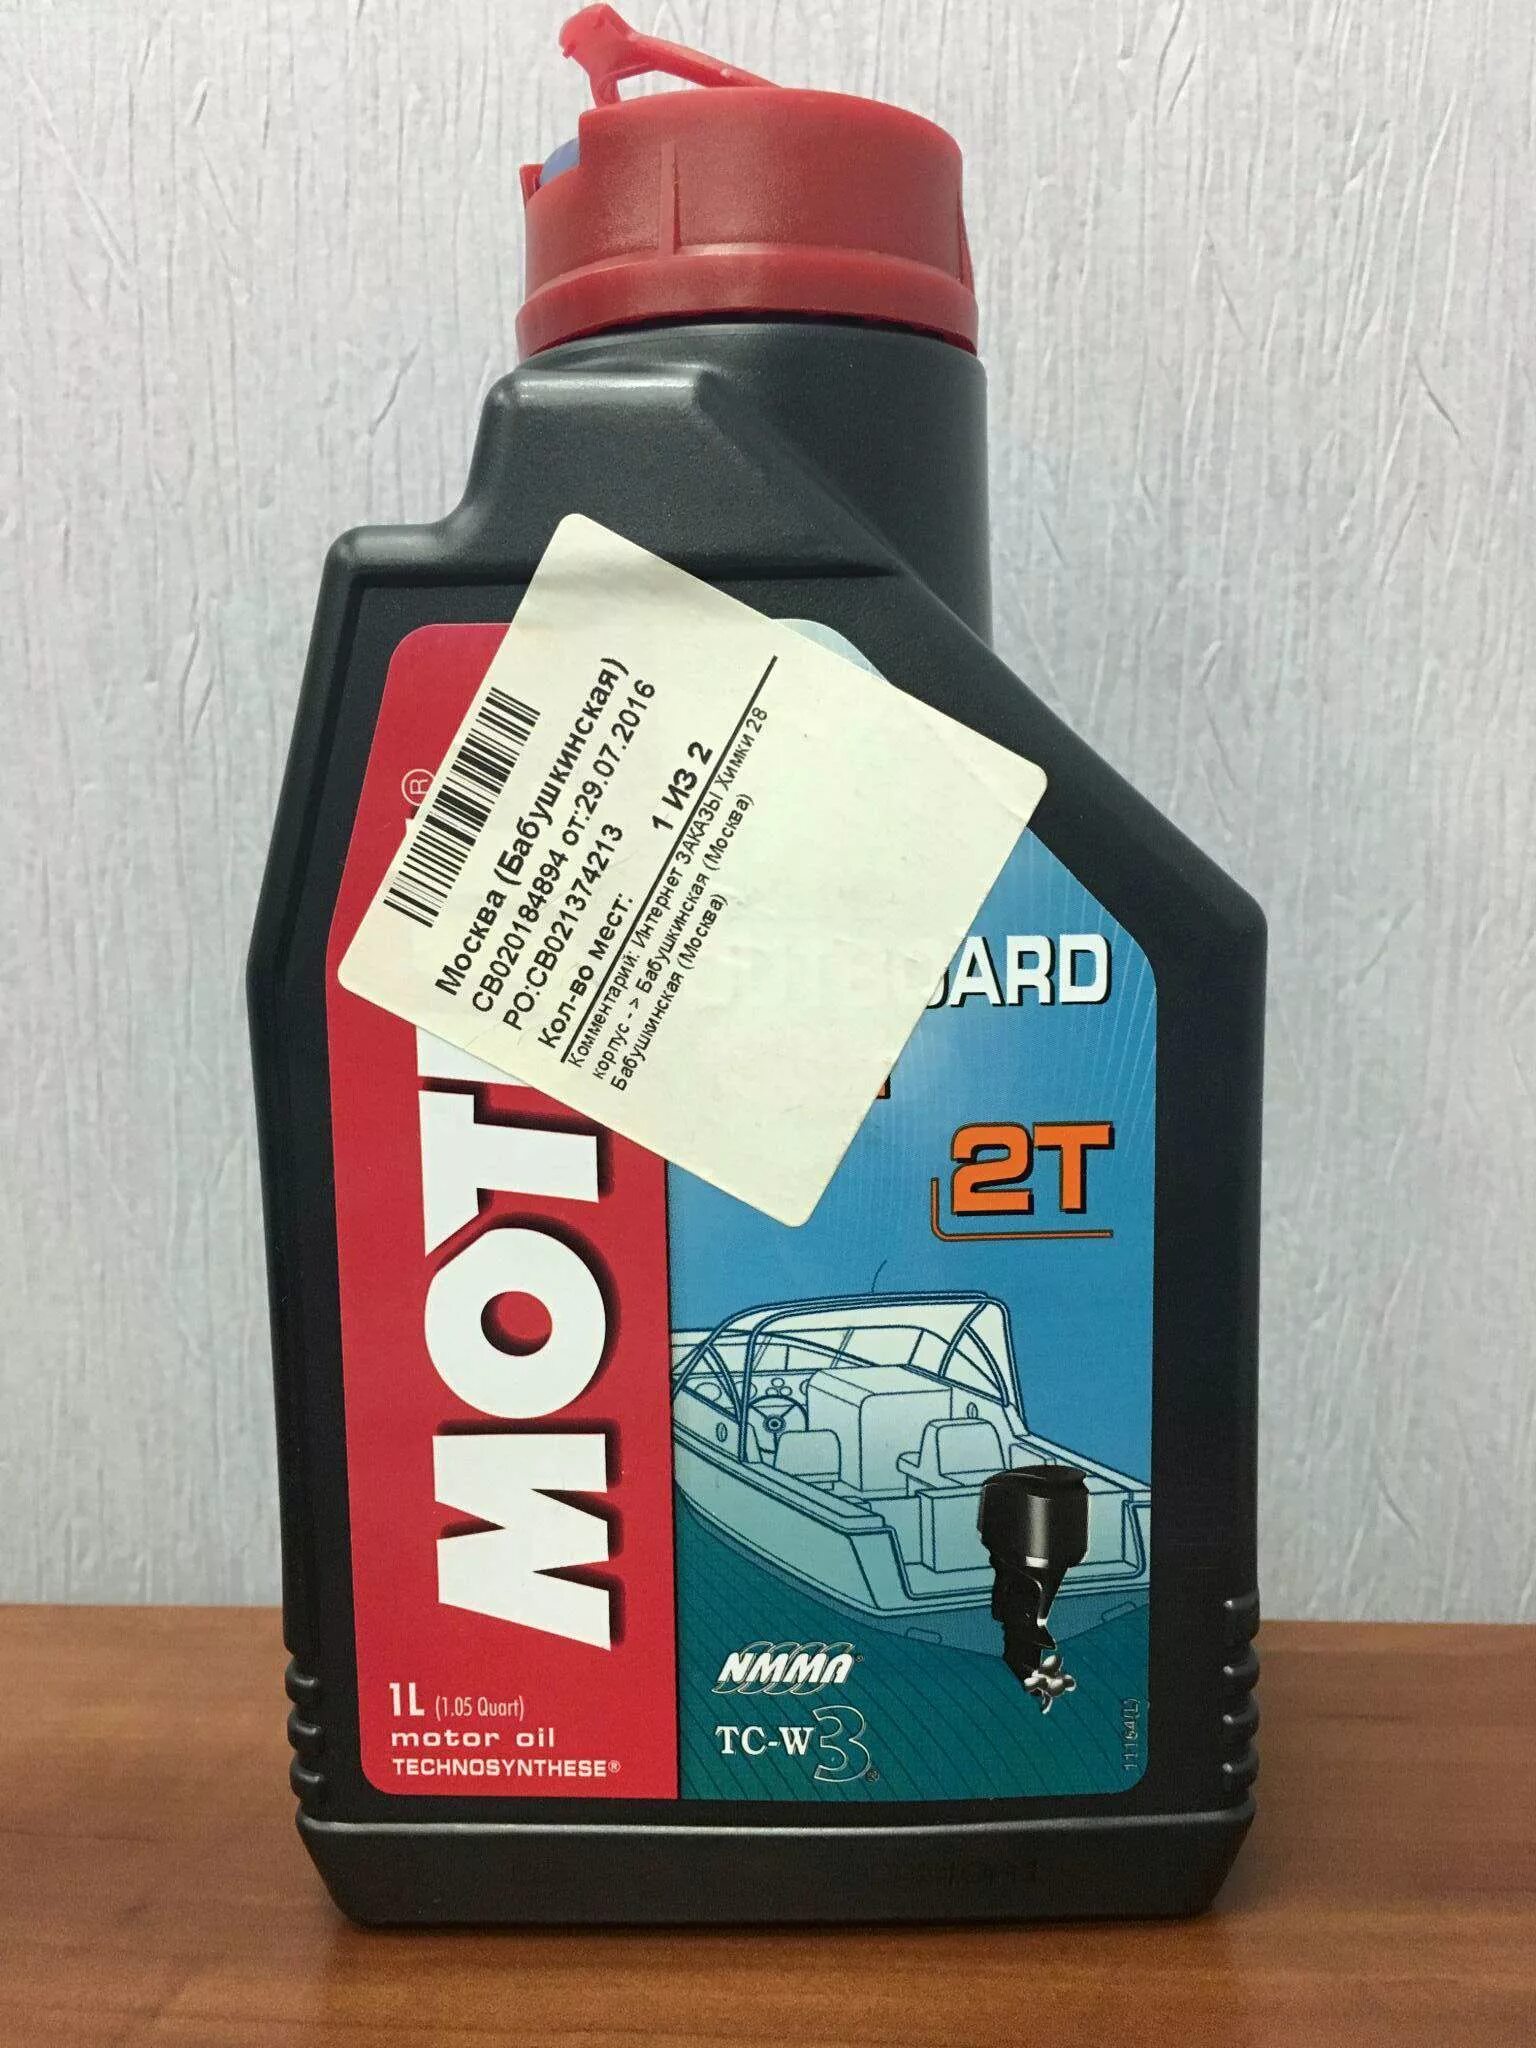 Москва (Бабушкинская)
СВ020184894 от:29.07.2016
РО:СВ021374213
Кол-во мест: 1 ИЗ 2
Комментарий: Интернет ЗАКАЗЫ Химки 28
корпус - > Бабушкинская (Москва)
Бабушкинская (Москва)
®
MOT
ARD
2T
NMMA®
TC-W3®
1L (1.05 Quart)
motor oil
TECHNOSYNTHESE®